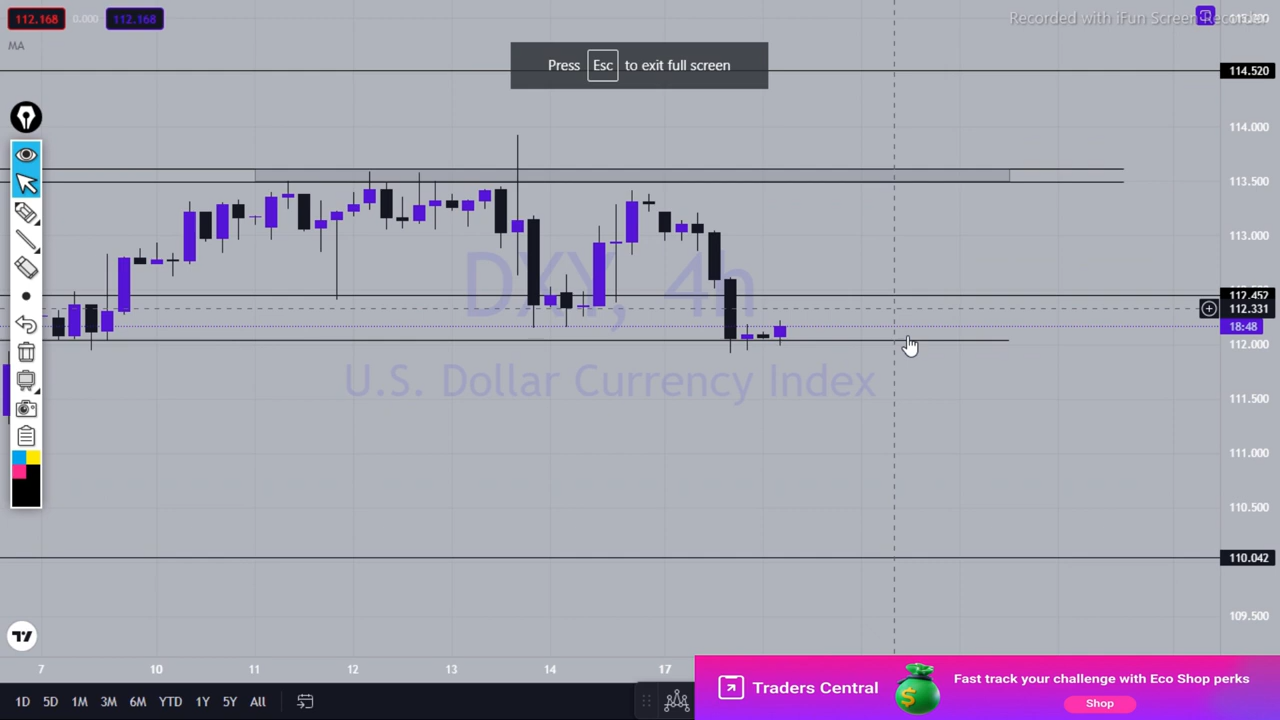 112.168 0.000 112.168
Recorded with iFun Screen Recorder
MA
Press Esc to exit full screen
114.520
114.000
113.500
113.000
DXY, 4h
112.452
112.331
18:48
112.000
U.S. Dollar Currency Index
111.500
111.000
110.500
110.042
109.500
7 10 11 12 13 14 17
1D 5D 1M 3M 6M YTD 1Y 5Y All
Traders Central
Fast track your challenge with Eco Shop perks
Shop